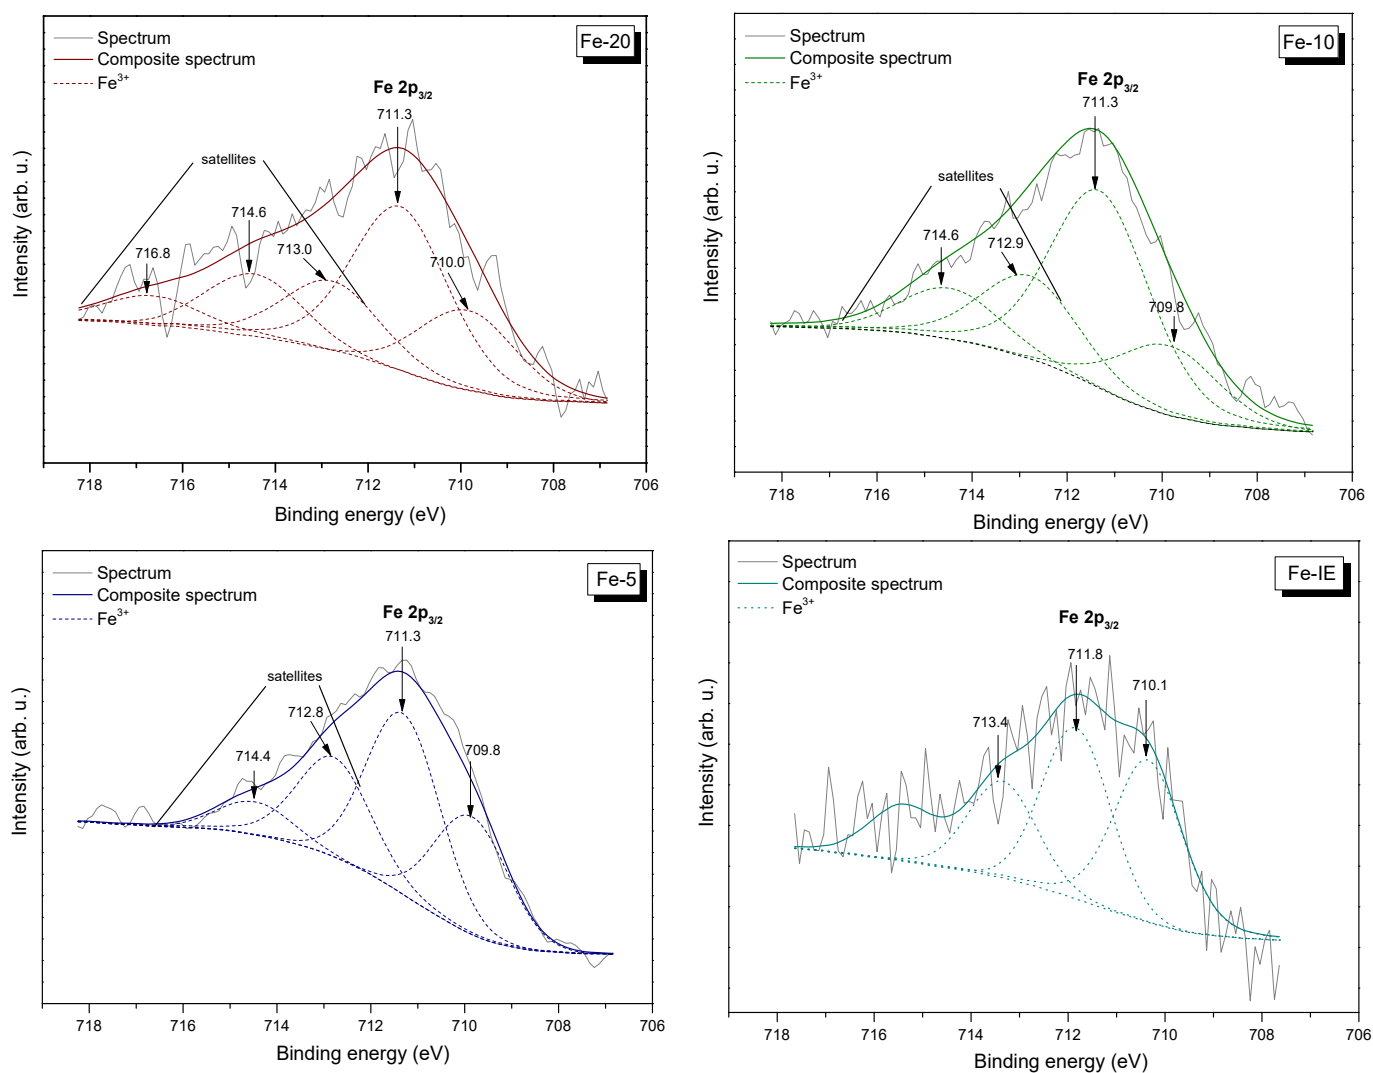 Spectrum
Composite spectrum
Fe3+
Fe-20
Fe 2p3/2
711.3
satellites
714.6
713.0
716.8
710.0
Intensity (arb. u.)
718 716 714 712 710 708 706
Binding energy (eV)
Spectrum
Composite spectrum
Fe3+
Fe-10
Fe 2p3/2
711.3
satellites
714.6
712.9
709.8
Intensity (arb. u.)
718 716 714 712 710 708 706
Binding energy (eV)
Spectrum
Composite spectrum
Fe3+
Fe-5
Fe 2p3/2
711.3
satellites
712.8
714.4
709.8
Intensity (arb. u.)
718 716 714 712 710 708 706
Binding energy (eV)
Spectrum
Composite spectrum
Fe3+
Fe-IE
Fe 2p3/2
711.8
710.1
713.4
Intensity (arb. u.)
718 716 714 712 710 708 706
Binding energy (eV)